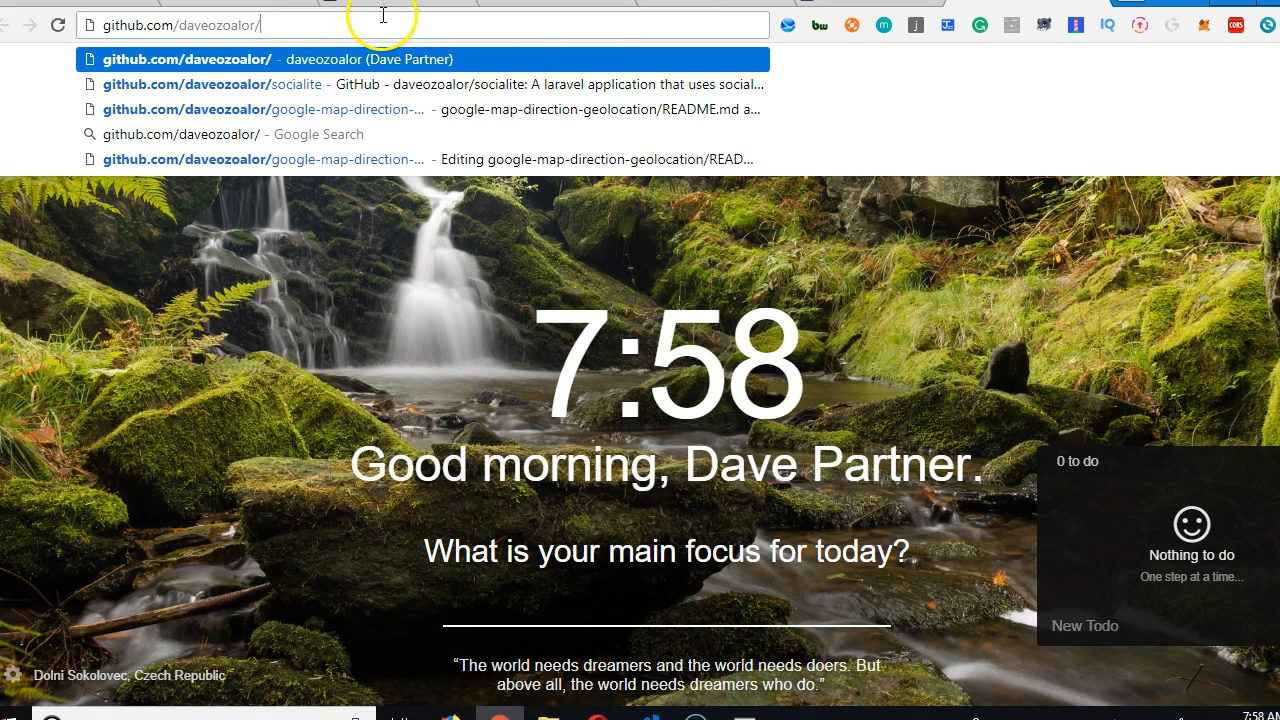 github.com/daveozoalor/
bw
m
j
J
G
IQ
G
CORS
github.com/daveozoalor/ - daveozoalor (Dave Partner)
github.com/daveozoalor/socialite - GitHub - daveozoalor/socialite: A laravel application that uses social...
github.com/daveozoalor/google-map-direction-... - google-map-direction-geolocation/README.md a...
github.com/daveozoalor/ - Google Search
github.com/daveozoalor/google-map-direction-... - Editing google-map-direction-geolocation/READ...
7:58
Good morning, Dave Partner.
What is your main focus for today?
0 to do
Nothing to do
One step at a time...
New Todo
“The world needs dreamers and the world needs doers. But
above all, the world needs dreamers who do.”
Dolni Sokolovec, Czech Republic
7:58 AM